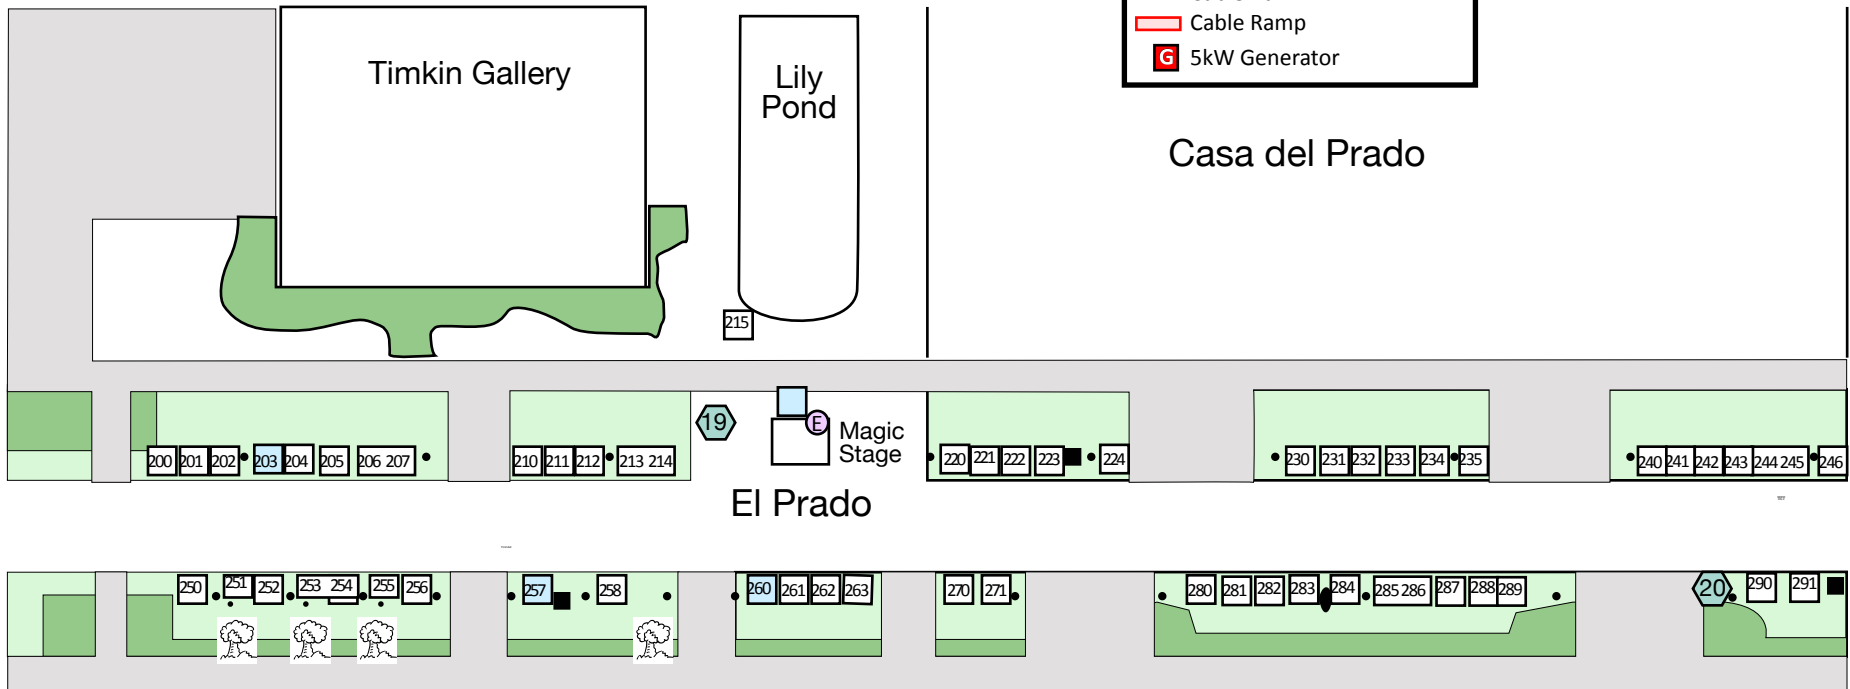 Cable Ramp
G 5kW Generator
Timkin Gallery
Lily
Pond
Casa del Prado
215
19
E
Magic
Stage
200 201 202 203 204 205 206 207
210 211 212 213 214
220 221 222 223 224
230 231 232 233 234 235
240 241 242 243 244 245 246
El Prado
250 251 252 253 254 255 256
257 258
260 261 262 263
270 271
280 281 282 283 284 285 286 287 288 289
20 290 291